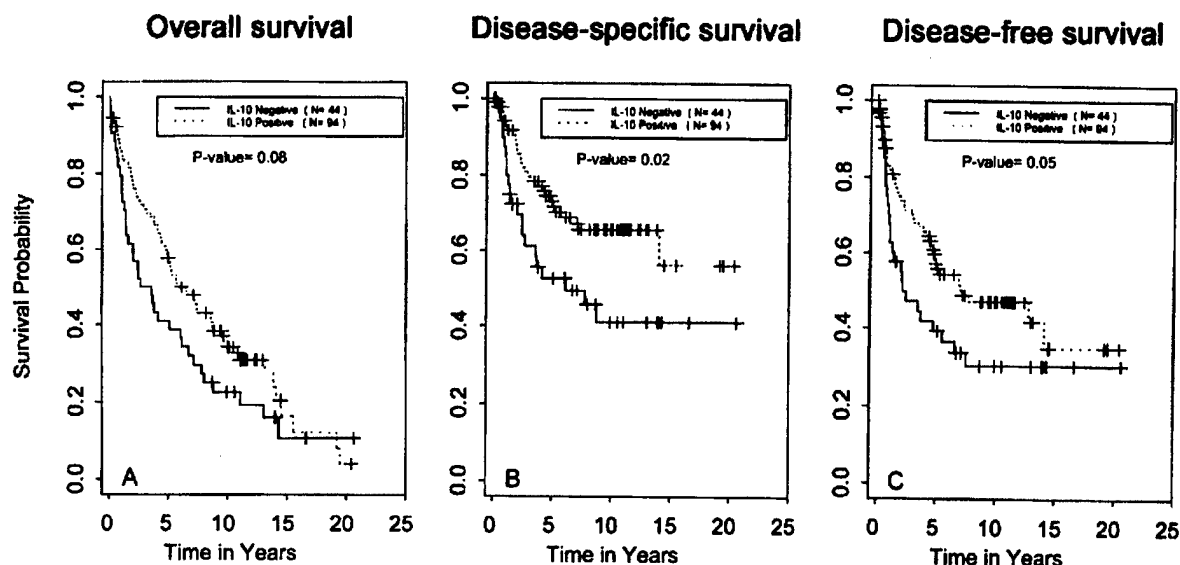 Overall survival
Disease-specific survival
Disease-free survival
Survival Probability
1.0
0.8
0.6
0.4
0.2
0.0
IL-10 Negative ( N= 44 )
IL-10 Positive ( N= 94 )
P-value= 0.08
A
0 5 10 15 20 25
Time in Years
1.0
0.8
0.6
0.4
0.2
0.0
IL-10 Negative ( N= 44 )
IL-10 Positive ( N= 94 )
P-value= 0.02
B
0 5 10 15 20 25
Time in Years
1.0
0.8
0.6
0.4
0.2
0.0
IL-10 Negative ( N= 44 )
IL-10 Positive ( N= 94 )
P-value= 0.05
C
0 5 10 15 20 25
Time in Years